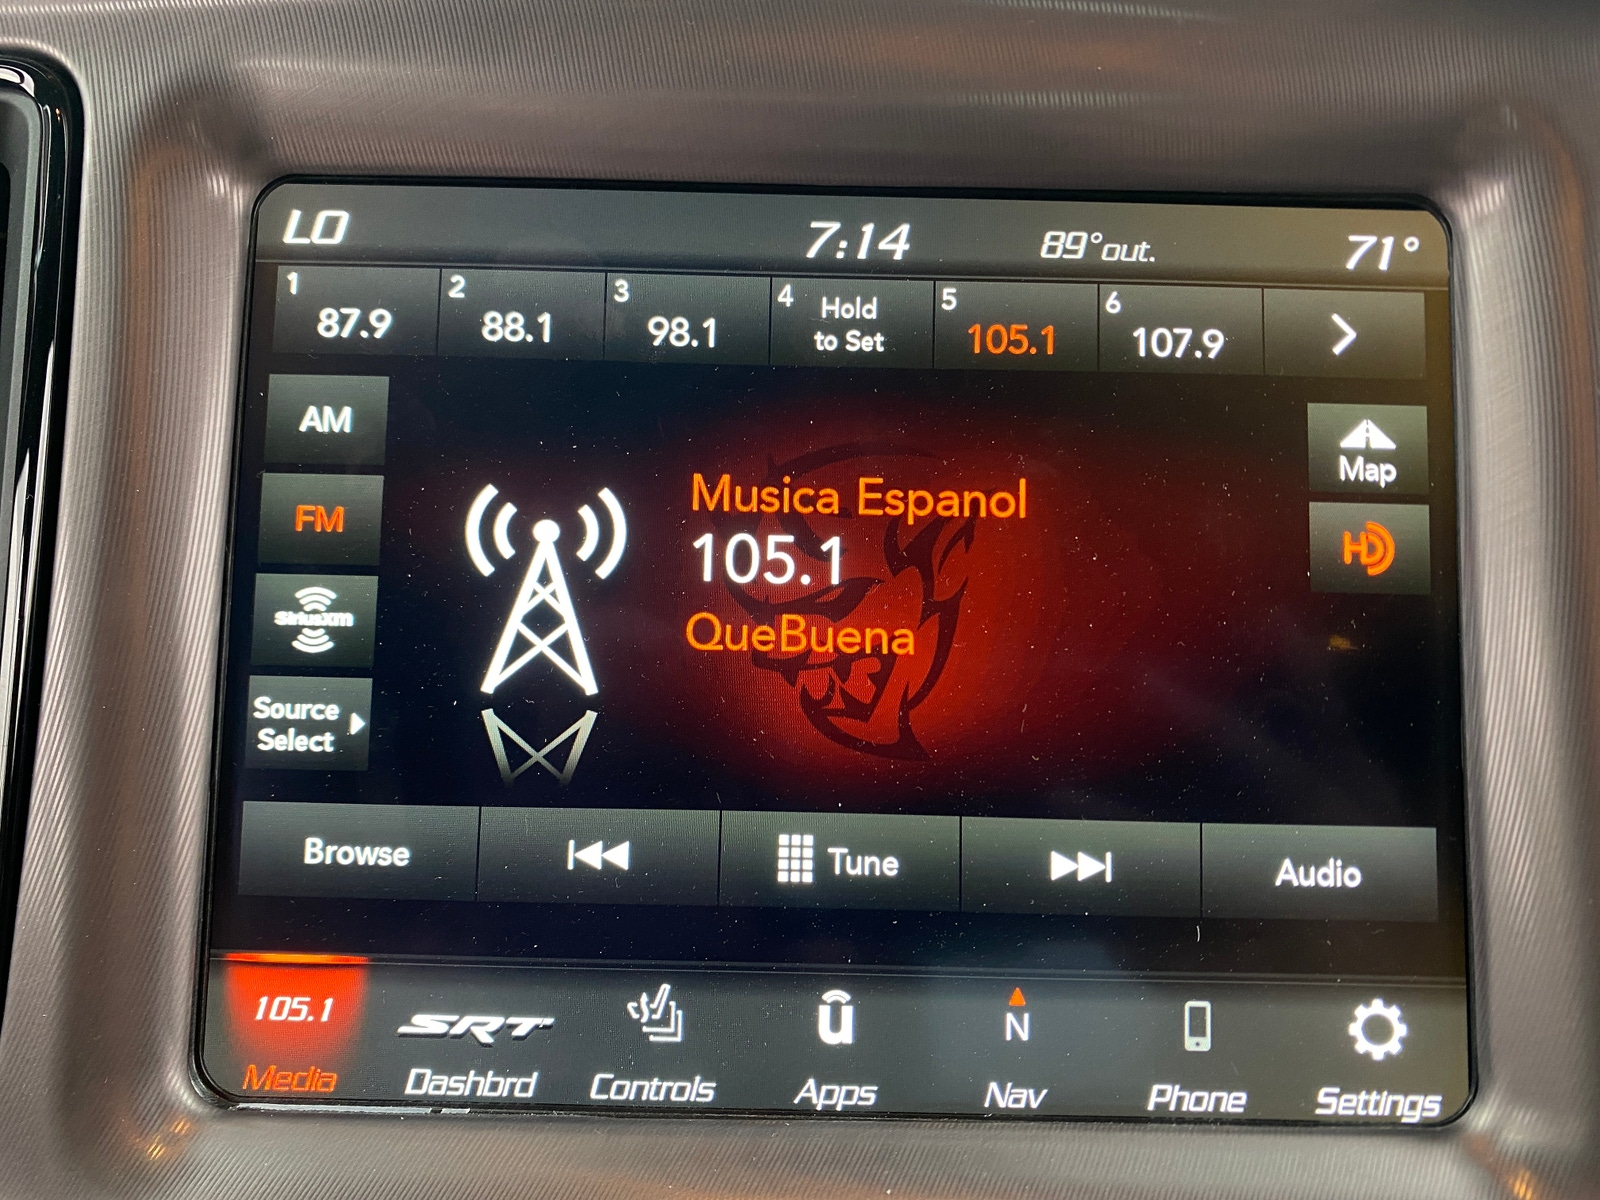 LO 7:14 89°out. 71°
1 87.9 2 88.1 3 98.1 4 Hold to Set 5 105.1 6 107.9
AM
Map
FM
HD
Musica Espanol
105.1
QueBuena
SiriusXM
Source
Select
Browse Tune Audio
105.1 SRT ū N
Media Dashbrd Controls Apps Nav Phone Settings